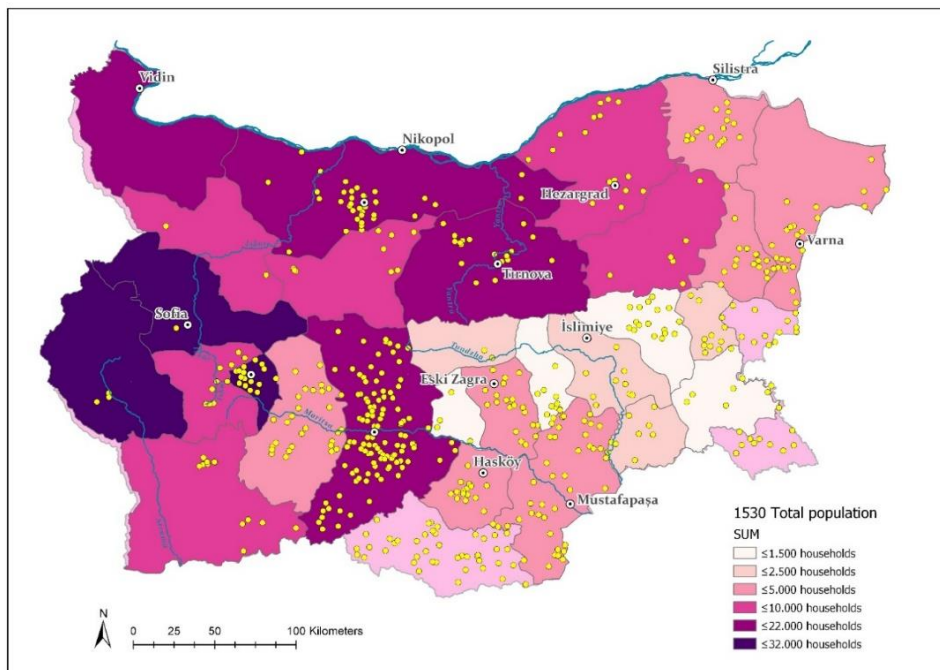 Vidin
Silistra
Nikopol
Hezargrad
Varna
Tırnova
Sofia
İslimiye
Tundzha
Eski Zagra
Maritsa
Hasköy
Mustafapaşa
1530 Total population
SUM
≤1.500 households
≤2.500 households
≤5.000 households
≤10.000 households
≤22.000 households
≤32.000 households
N
0 25 50 100 Kilometers